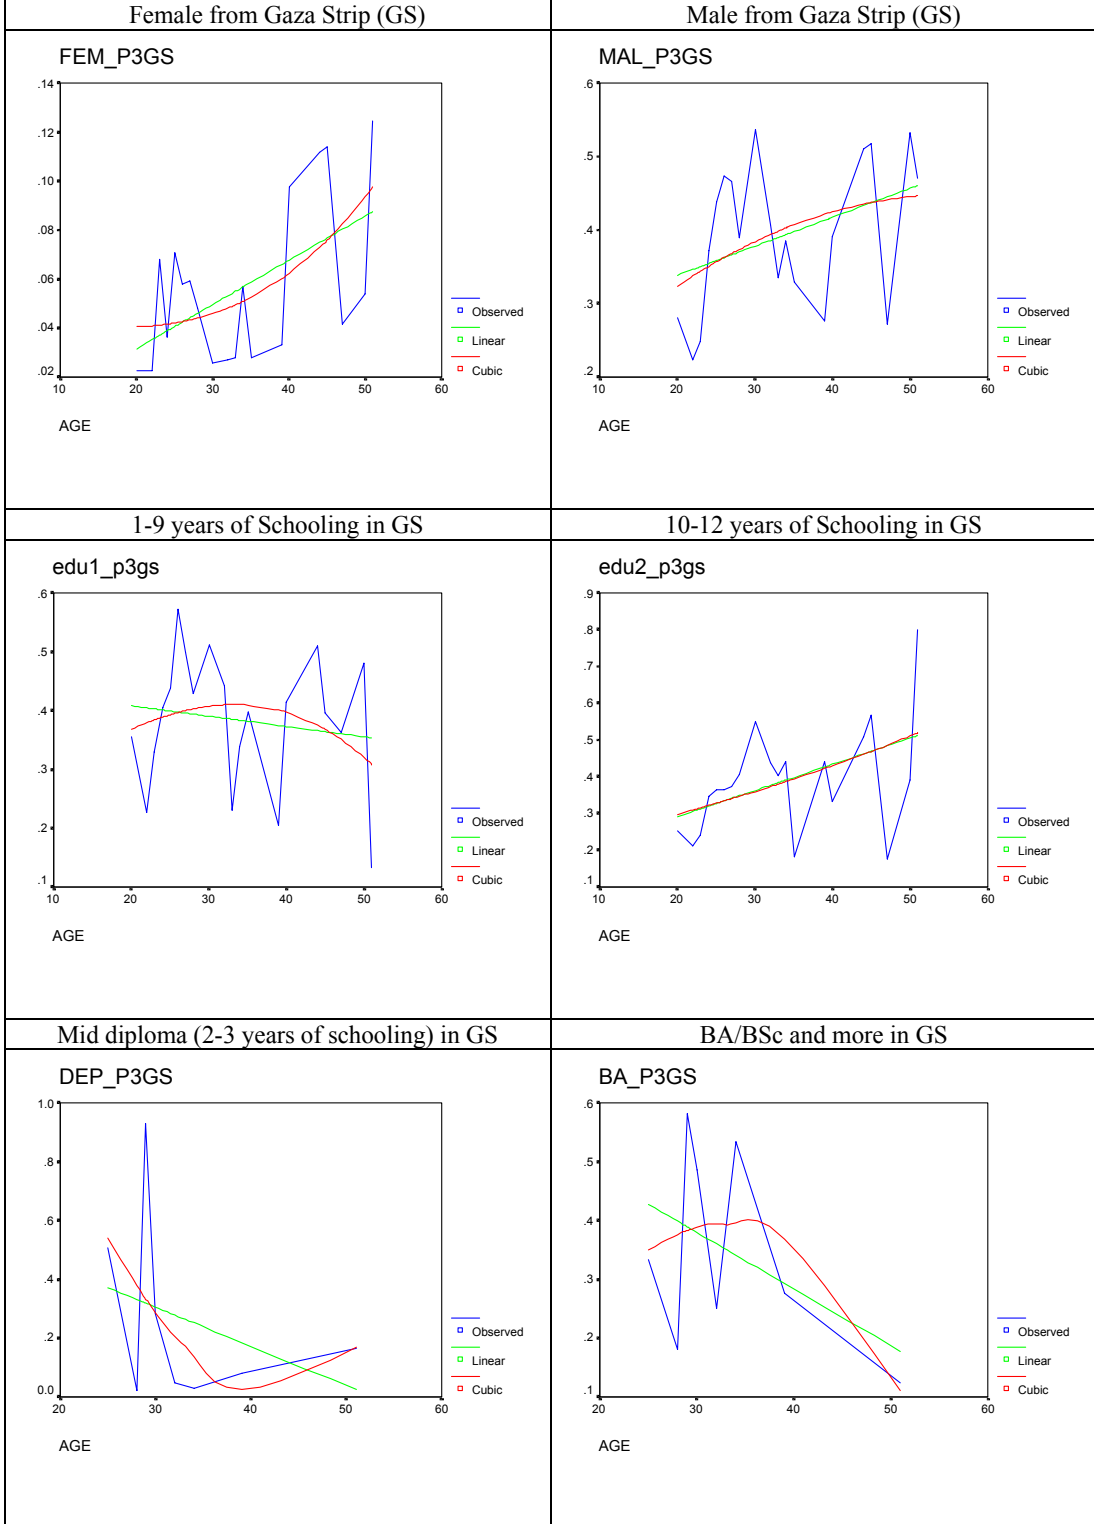 Female from Gaza Strip (GS)
Male from Gaza Strip (GS)
FEM_P3GS
.14
.12
.10
.08
.06
.04
.02
10
20
30
40
50
60
AGE
Observed
Linear
Cubic
MAL_P3GS
.6
.5
.4
.3
.2
10
20
30
40
50
60
AGE
Observed
Linear
Cubic
1-9 years of Schooling in GS
10-12 years of Schooling in GS
edu1_p3gs
.6
.5
.4
.3
.2
.1
10
20
30
40
50
60
AGE
Observed
Linear
Cubic
edu2_p3gs
.9
.8
.7
.6
.5
.4
.3
.2
.1
10
20
30
40
50
60
AGE
Observed
Linear
Cubic
Mid diploma (2-3 years of schooling) in GS
BA/BSc and more in GS
DEP_P3GS
1.0
.8
.6
.4
.2
0.0
20
30
40
50
60
AGE
Observed
Linear
Cubic
BA_P3GS
.6
.5
.4
.3
.2
.1
20
30
40
50
60
AGE
Observed
Linear
Cubic